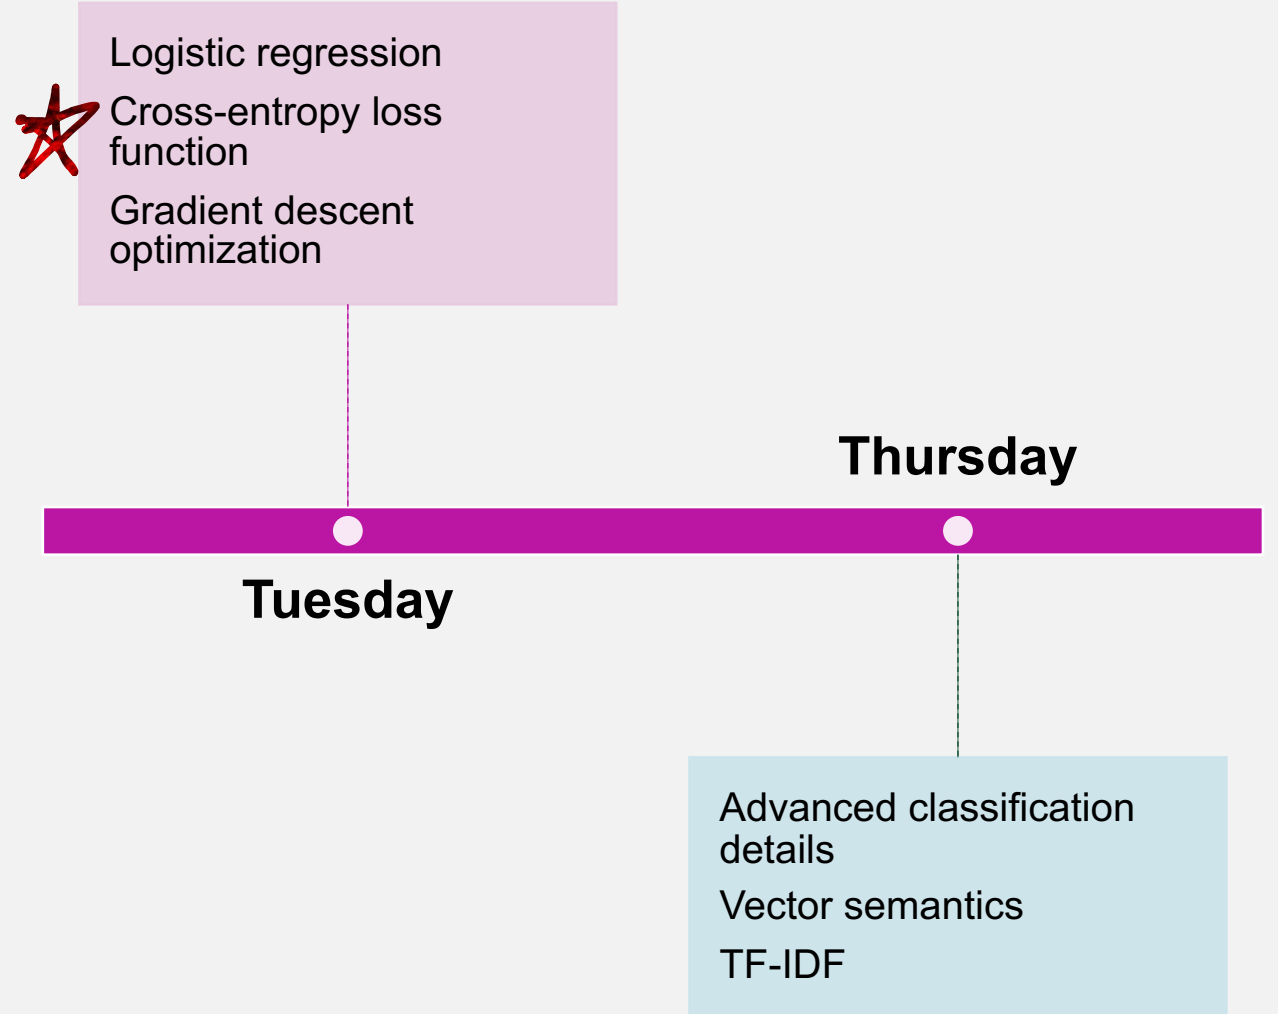 Logistic regression
Cross-entropy loss
function
Gradient descent
optimization
Thursday
Tuesday
Advanced classification
details
Vector semantics
TF-IDF